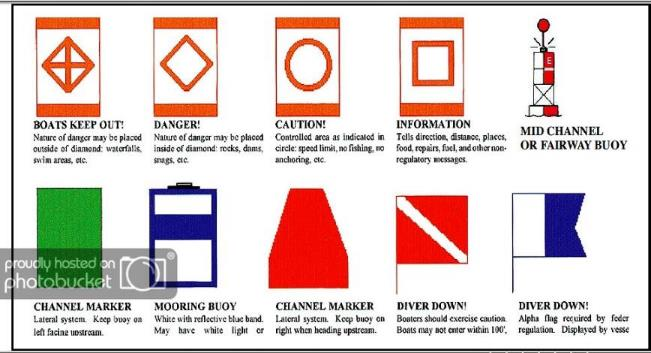 BOATS KEEP OUT!
Nature of danger may be placed
outside of diamond: waterfalls,
swim areas, etc.
DANGER!
Nature of danger may be placed
inside of diamond: rocks, dams,
snags, etc.
CAUTION!
Controlled area as indicated in
circle: speed limit, no fishing, no
anchoring, etc.
INFORMATION
Tells direction, distance, places,
food, repairs, fuel, and other non-
regulatory messages.
E
MID CHANNEL
OR FAIRWAY BUOY
proudly hosted on
photobucket
CHANNEL MARKER
Lateral system. Keep buoy on
left facing upstream.
MOORING BUOY
White with reflective blue band.
May have white light or
CHANNEL MARKER
Lateral system. Keep buoy on
right when heading upstream.
DIVER DOWN!
Boaters should exercise caution.
Boats may not enter within 100',
DIVER DOWN!
Alpha flag required by feder
regulation. Displayed by vesse